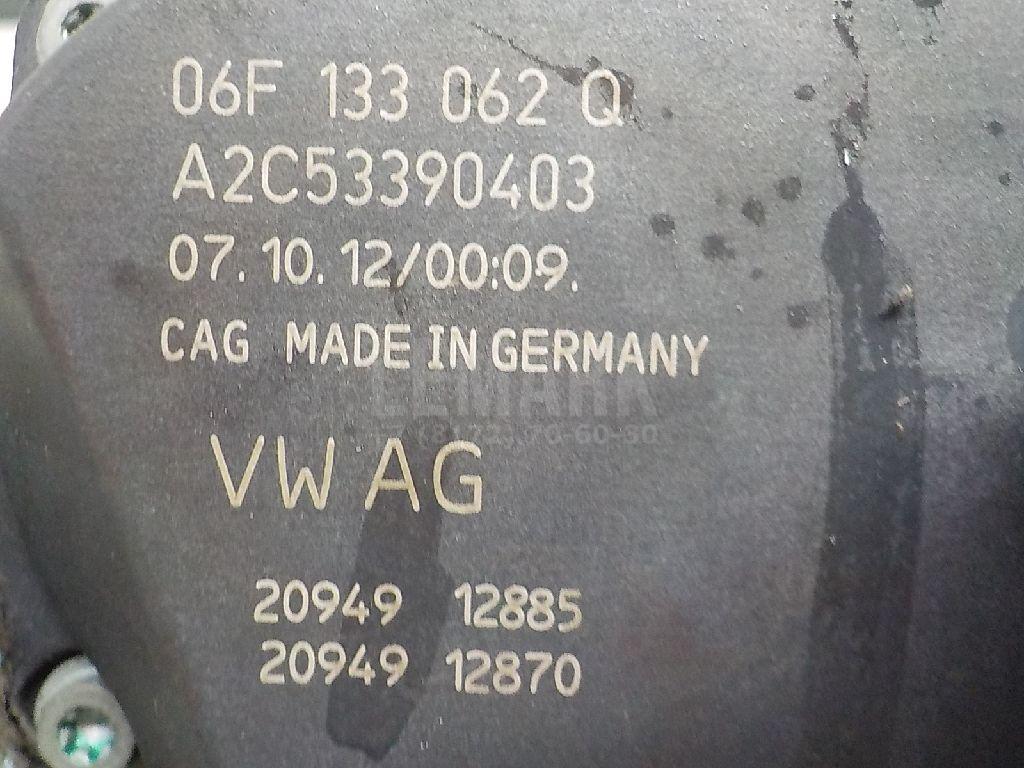 06F 133 062 Q
A2C53390403
07.10.12/00:09.
CAG MADE IN GERMANY
VW AG
20949 12885
20949 12870